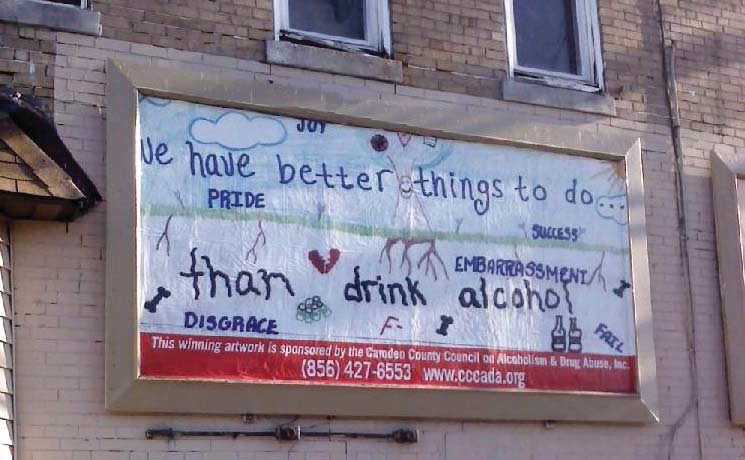 JOY
We have better things to do...
PRIDE
SUCCESS
EMBARRASSMENT
than drink alcohol
DISGRACE
F-
FAIL
This winning artwork is sponsored by the Camden County Council on Alcoholism & Drug Abuse, Inc.
(856) 427-6553 www.cccada.org